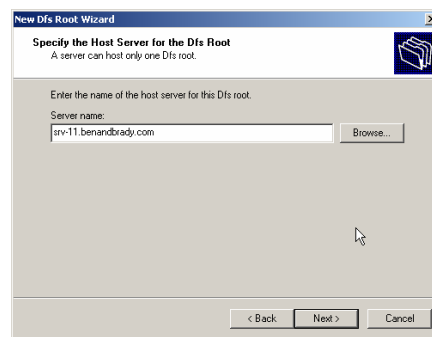 New Dfs Root Wizard
Specify the Host Server for the Dfs Root
A server can host only one Dfs root.
Enter the name of the host server for this Dfs root.
Server name:
srv-11.benandbrady.com
Browse...
< Back
Next >
Cancel